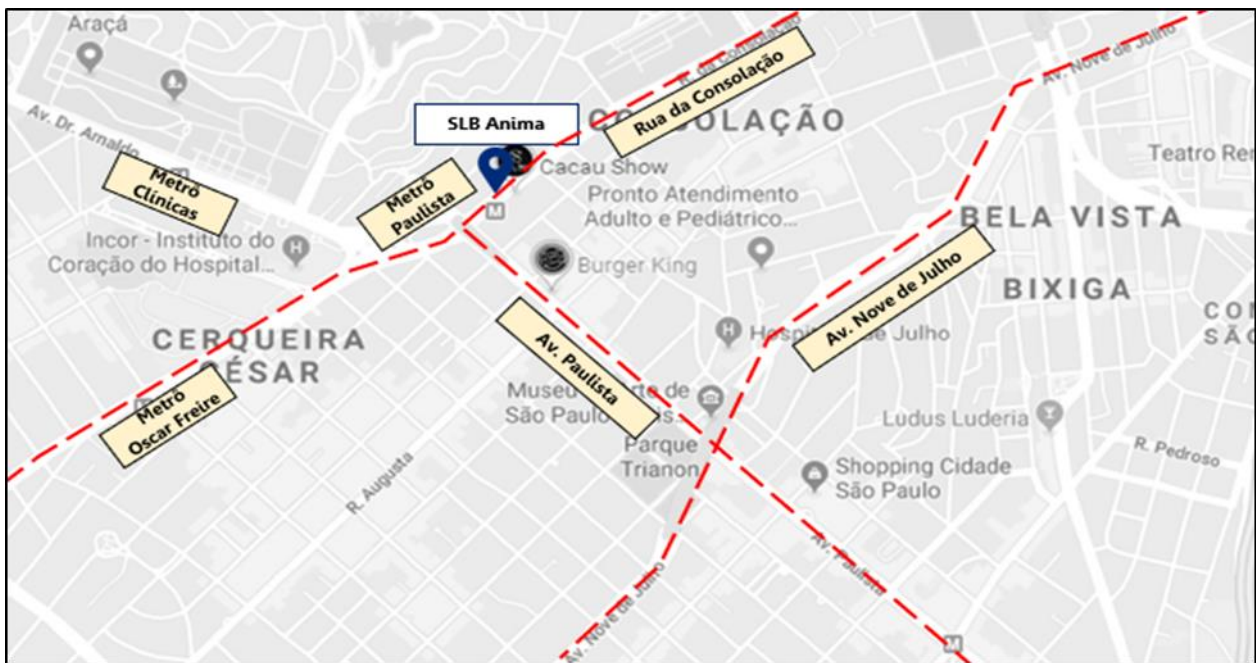 Araçá
Av. Dr. Arnaldo
Metrô
Clínicas
Incor - Instituto do
Coração do Hospital...
SLB Anima
Metrô
Paulista
R. da Consolação
Rua da Consolação
Cacau Show
Pronto Atendimento
Adulto e Pediátrico...
Burger King
Av. Nove de Julho
Teatro
BELA VISTA
BIXIGA
Av. Nove de Julho
CERQUEIRA
CÉSAR
Metrô
Oscar Freire
Av. Paulista
Museu
São Paulo
Parque
Trianon
R. Augusta
Ludus Luderia
R. Pedroso
Shopping Cidade
São Paulo
Av. Paulista
Av. Nove de Julho